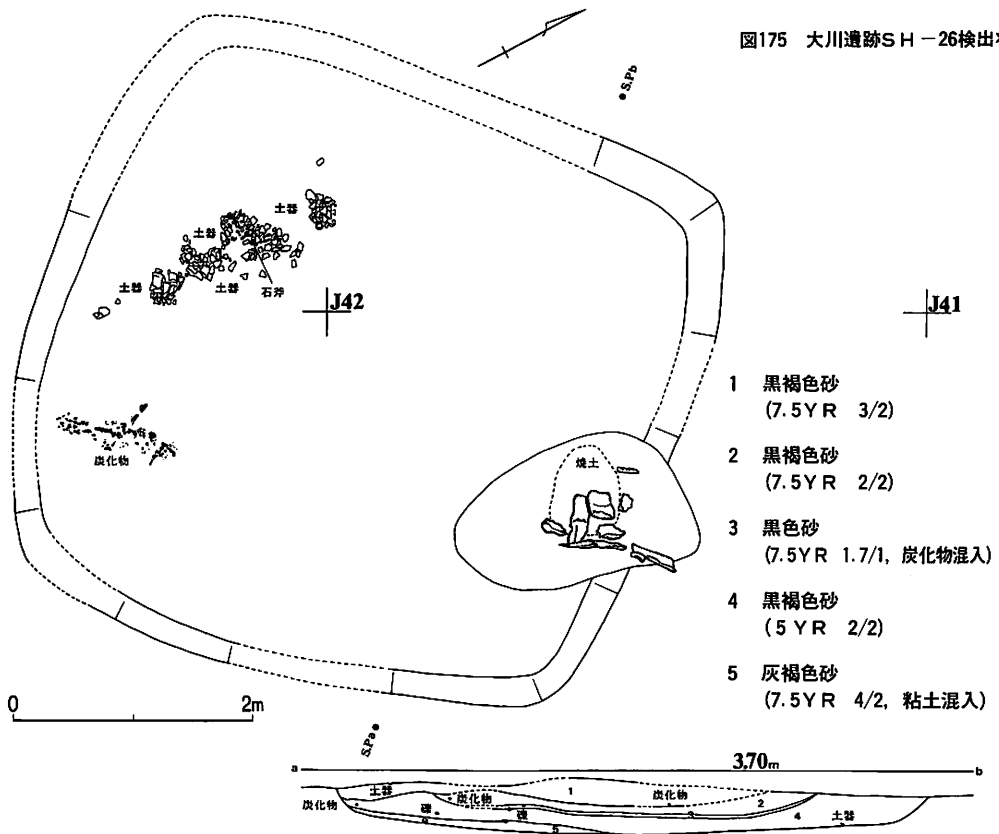 図175 大川遺跡SH-26検出
S.Pb
土器
土器
土器
土器
石斧
J42
J41
炭化物
焼土
1 黒褐色砂
(7.5YR 3/2)
2 黒褐色砂
(7.5YR 2/2)
3 黒色砂
(7.5YR 1.7/1, 炭化物混入)
4 黒褐色砂
(5YR 2/2)
5 灰褐色砂
(7.5YR 4/2, 粘土混入)
0 2m
S.Pa
a 3.70m b
土器 1 炭化物
炭化物 炭化物 2
礫 礫 3 4 土器
5